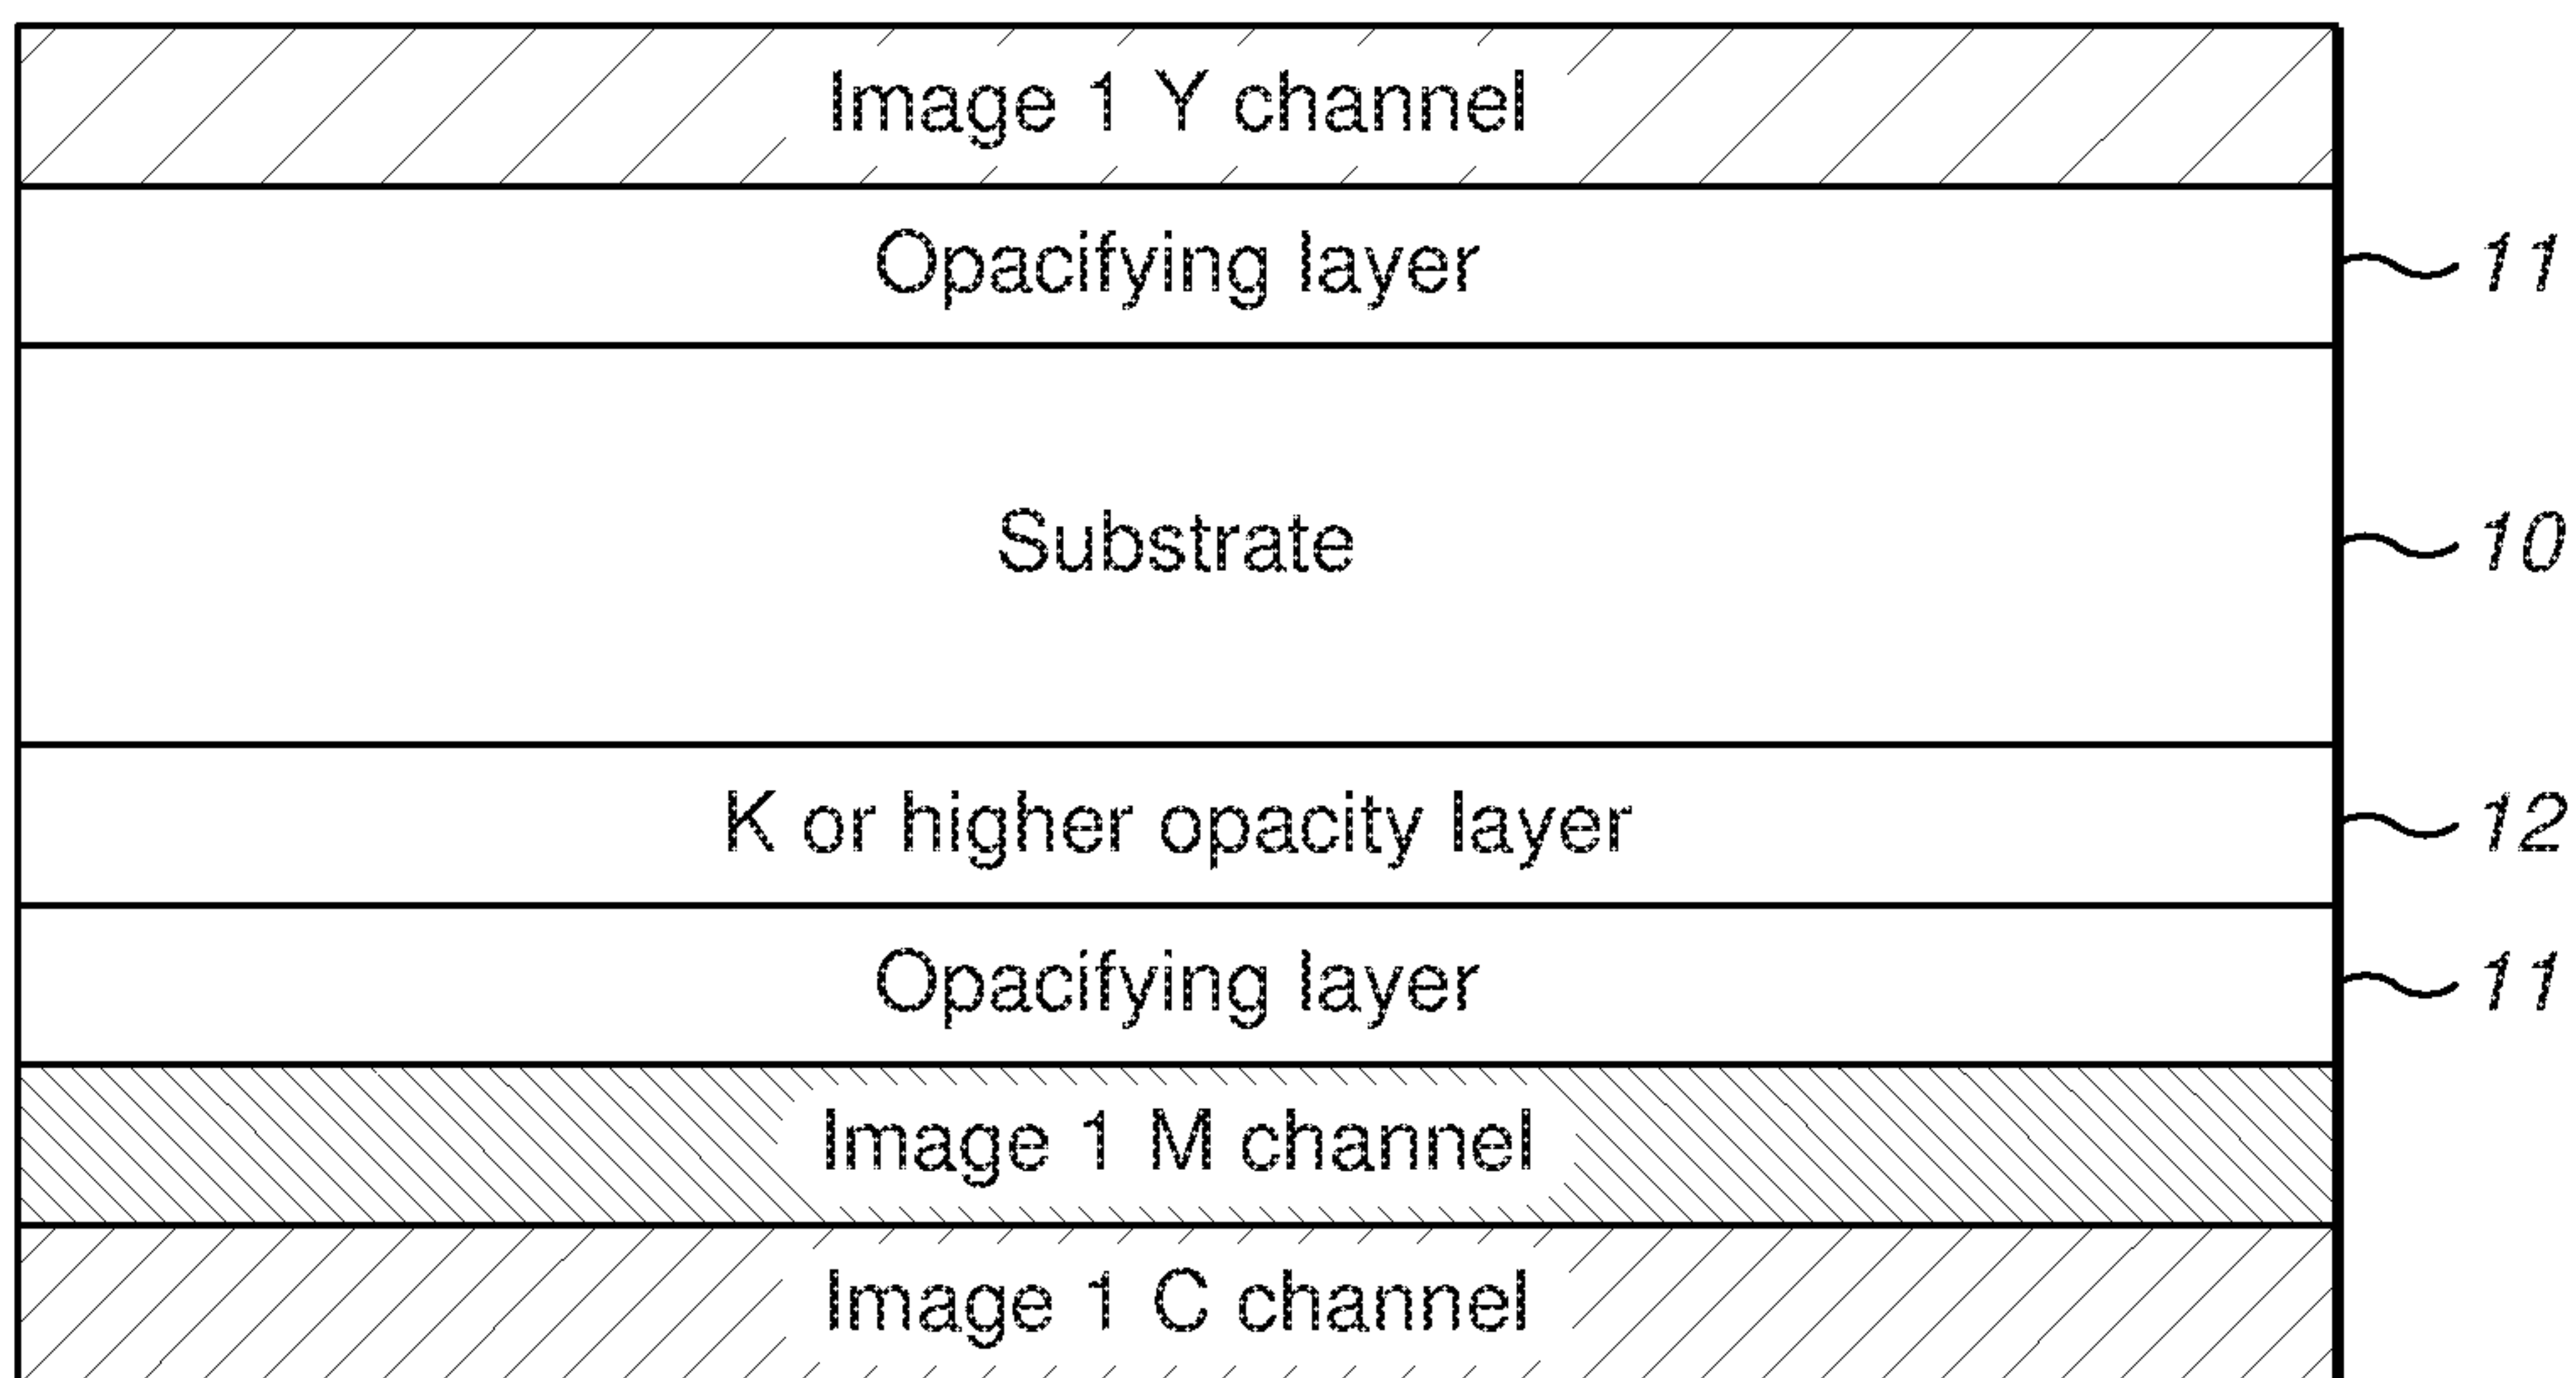 Image 1 Y channel
Opacifying layer 11
Substrate 10
K or higher opacity layer 12
Opacifying layer 11
Image 1 M channel
Image 1 C channel